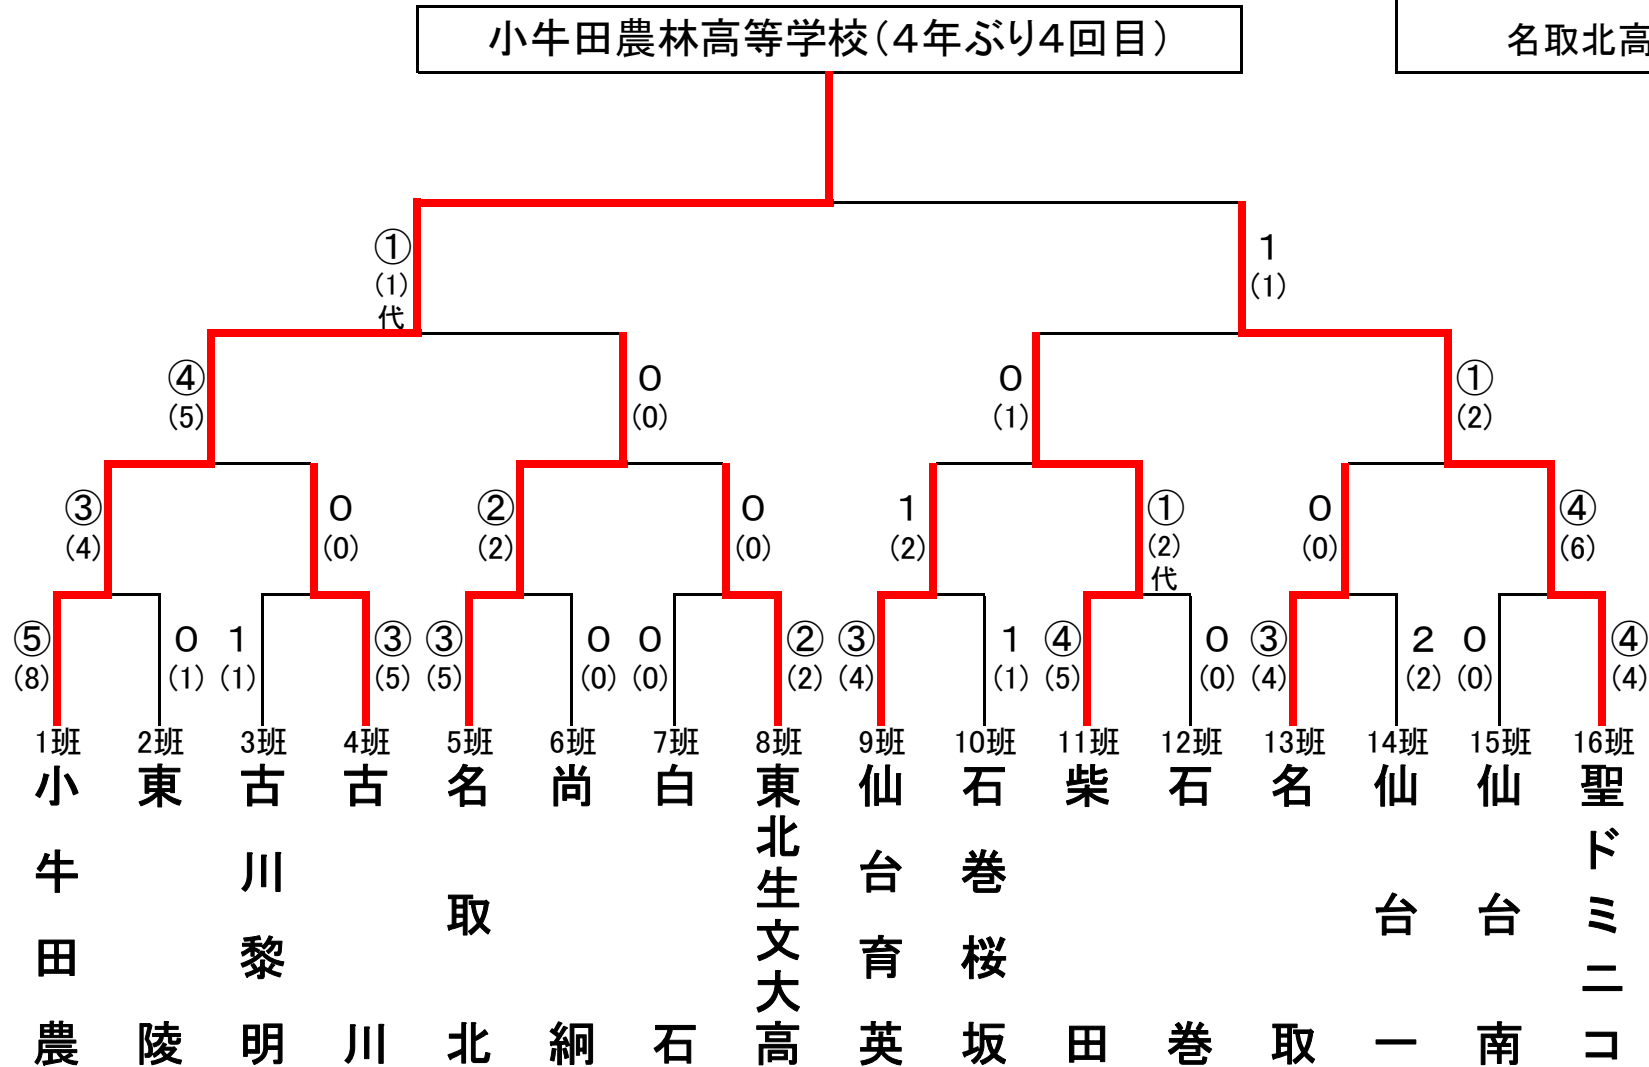 小牛田農林高等学校(4年ぶり4回目)
名取北高
① 1
(1) (1)
代
④ 0 0 ①
(5) (0) (1) (2)
③ 0 ② 0 1 ① 0 ④
(4) (0) (2) (0) (2) (2) (0) (6)
代
⑤ 0 1 ③ ③ 0 0 ② ③ 1 ④ 0 ③ 2 0 ④
(8) (1) (1) (5) (5) (0) (0) (2) (4) (1) (5) (0) (4) (2) (0) (4)
1班 2班 3班 4班 5班 6班 7班 8班 9班 10班 11班 12班 13班 14班 15班 16班
小牛田農
東陵
古川黎明
古川
名取北
尚絅
白石
東北生文大高
仙台育英
石巻桜坂
柴田
石巻
名取
仙台一
仙台南
聖ドミニコ